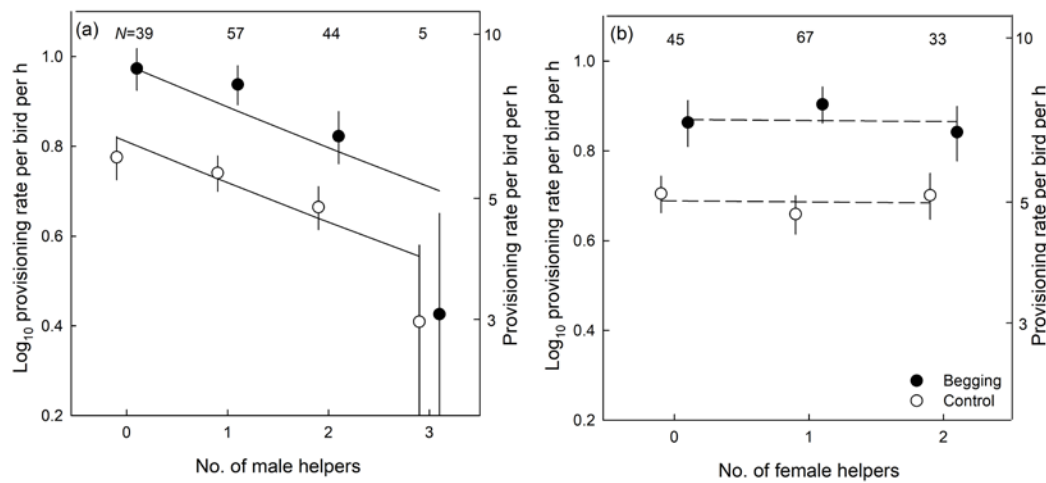 (a) N=39 57 44 5
1.0
0.8
0.6
0.4
0.2
0 1 2 3
No. of male helpers
Log10 provisioning rate per bird per h
10
5
3
Provisioning rate per bird per h
(b) 45 67 33
1.0
0.8
0.6
0.4
0.2
0 1 2
No. of female helpers
Log10 provisioning rate per bird per h
10
5
3
Provisioning rate per bird per h
Begging
Control